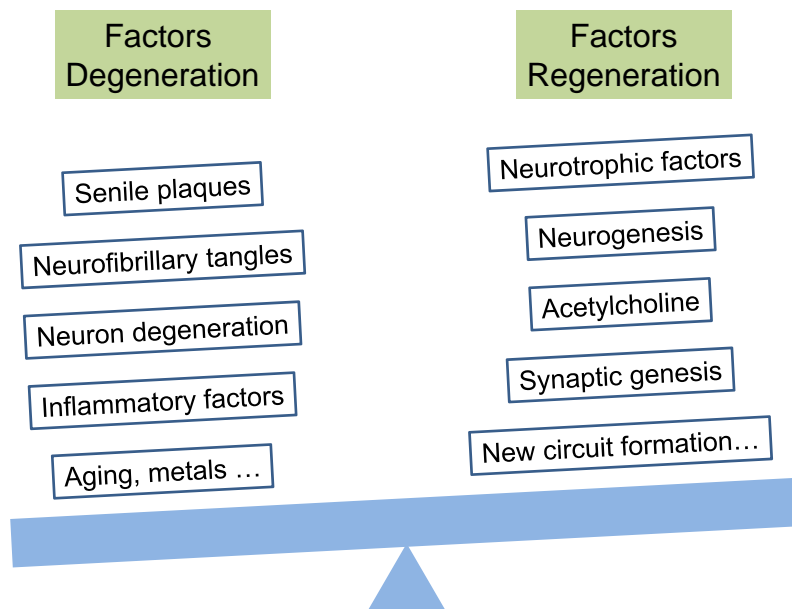 Factors
Degeneration
Senile plaques
Neurofibrillary tangles
Neuron degeneration
Inflammatory factors
Aging, metals …
Factors
Regeneration
Neurotrophic factors
Neurogenesis
Acetylcholine
Synaptic genesis
New circuit formation…